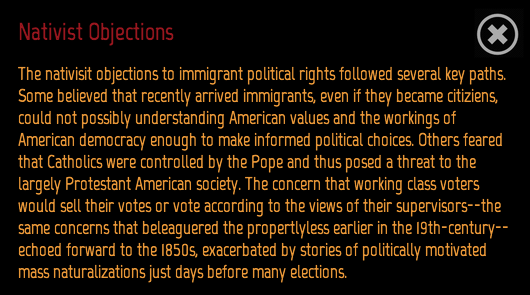 Nativist Objections
The nativisit objections to immigrant political rights followed several key paths.
Some believed that recently arrived immigrants, even if they became citiziens,
could not possibly understanding American values and the workings of
American democracy enough to make informed political choices. Others feared
that Catholics were controlled by the Pope and thus posed a threat to the
largely Protestant American society. The concern that working class voters
would sell their votes or vote according to the views of their supervisors--the
same concerns that beleaguered the propertlyless earlier in the 19th-century--
echoed forward to the 1850s, exacerbated by stories of politically motivated
mass naturalizations just days before many elections.